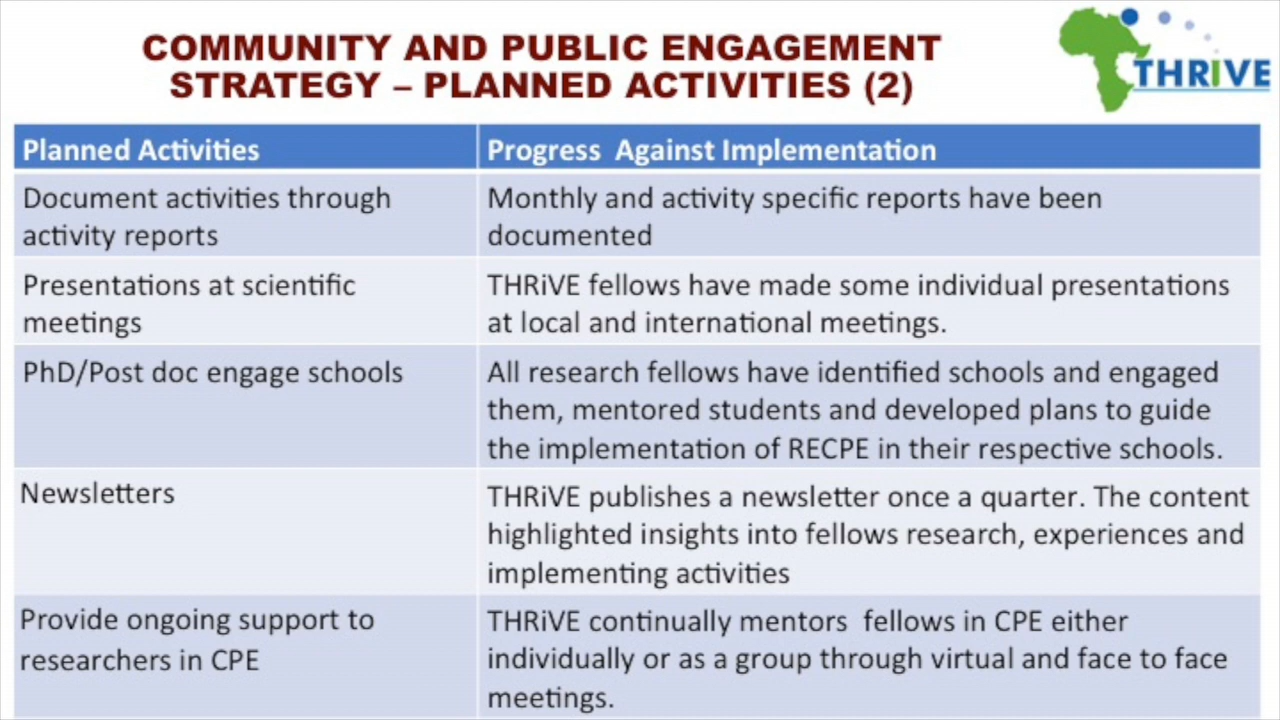 COMMUNITY AND PUBLIC ENGAGEMENT
STRATEGY – PLANNED ACTIVITIES (2)
THRiVE
Planned Activities
Progress Against Implementation
Document activities through
activity reports
Monthly and activity specific reports have been
documented
Presentations at scientific
meetings
THRiVE fellows have made some individual presentations
at local and international meetings.
PhD/Post doc engage schools
All research fellows have identified schools and engaged
them, mentored students and developed plans to guide
the implementation of RECPE in their respective schools.
Newsletters
THRiVE publishes a newsletter once a quarter. The content
highlighted insights into fellows research, experiences and
implementing activities
Provide ongoing support to
researchers in CPE
THRiVE continually mentors fellows in CPE either
individually or as a group through virtual and face to face
meetings.